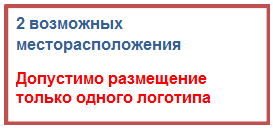 2 возможных
месторасположения
Допустимо размещение
только одного логотипа